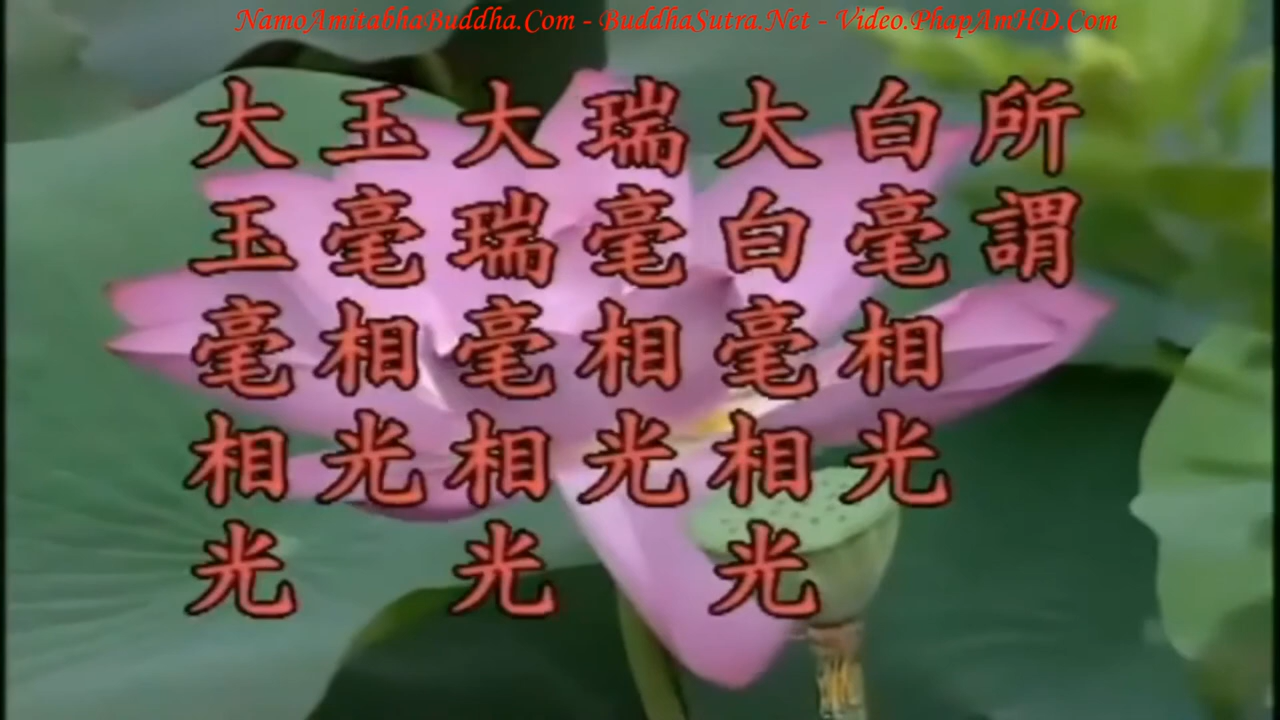 NamoAmitabhaBuddha.Com - BuddhaSutra.Net - Video.PhapAmHD.Com
所謂
白毫相光
大白毫相光
瑞毫相光
大瑞毫相光
玉毫相光
大玉毫相光